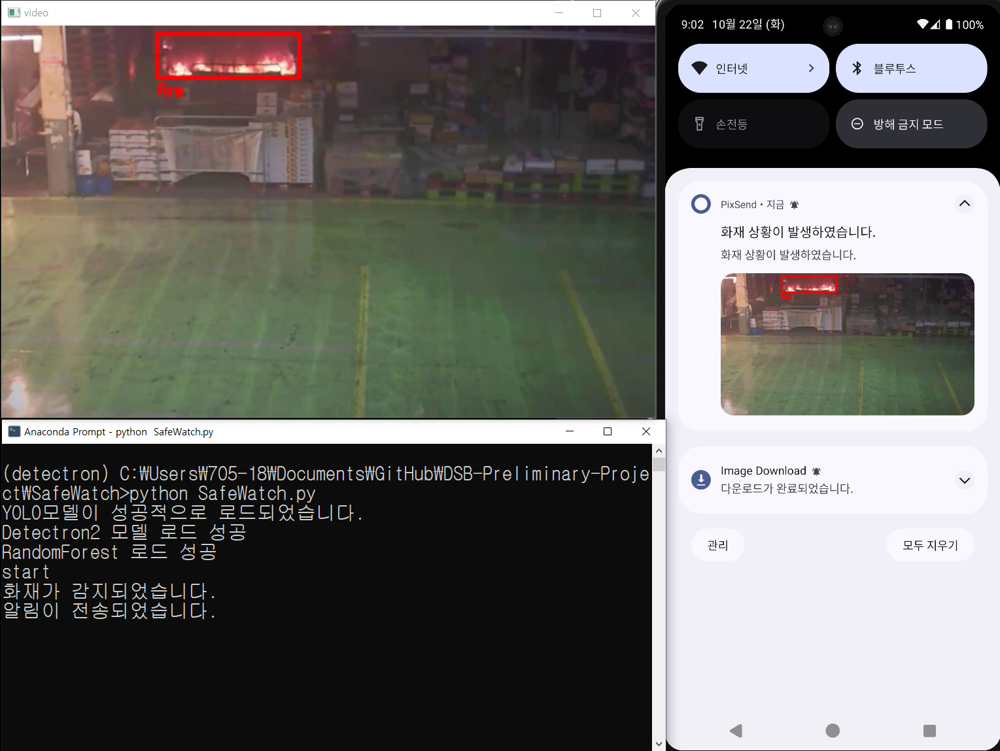 video
fire
Anaconda Prompt - python  SafeWatch.py
(detectron) C:₩Users₩705-18₩Documents₩GitHub₩DSB-Preliminary-Proje
ct₩SafeWatch>python SafeWatch.py
YOLO모델이 성공적으로 로드되었습니다.
Detectron2 모델 로드 성공
RandomForest 로드 성공
start
화재가 감지되었습니다.
알림이 전송되었습니다.
9:02 10월 22일 (화)
100%
인터넷
블루투스
손전등
방해 금지 모드
PixSend • 지금
화재 상황이 발생하였습니다.
화재 상황이 발생하였습니다.
fire
Image Download
다운로드가 완료되었습니다.
관리
모두 지우기